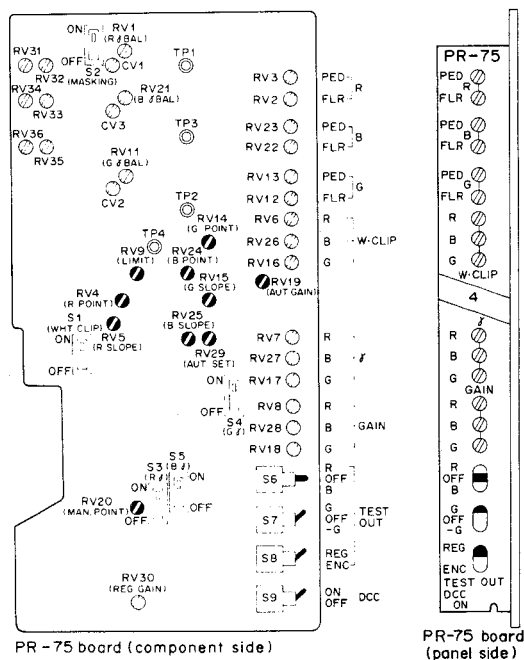 ON RV1
(R γ BAL)
RV31
TP1
CV1
RV32
OFF S2
(MASKING)
RV34
RV33
RV21
(B γ BAL)
CV3
TP3
RV36
RV35
RV11
(G γ BAL)
CV2
TP2
RV14
(G POINT)
TP4
RV9
(LIMIT)
RV24
(B POINT)
RV15
(G SLOPE)
RV19
(AUT GAIN)
RV4
(R POINT)
S1
(WHT CLIP)
ON
OFF
RV5
(R SLOPE)
RV25
(B SLOPE)
RV29
(AUT SET)
ON
OFF
S4
(G γ)
S5
(B γ)
ON
OFF
S3
(R γ)
ON
OFF
RV20
(MAN. POINT)
RV30
(REG GAIN)
RV3 PED R
RV2 FLR
RV23 PED B
RV22 FLR
RV13 PED G
RV12 FLR
RV6 R
RV26 B W·CLIP
RV16 G
RV7 R
RV27 B γ
RV17 G
RV8 R
RV28 B GAIN
RV18 G
S6 R OFF B
S7 G OFF -G TEST OUT
S8 REG ENC
S9 ON OFF DCC
PR-75 board (component side)
PR-75
PED
R
FLR
PED
B
FLR
PED
G
FLR
R
B
G
W·CLIP
4
γ
R
B
G
GAIN
R
B
G
R
OFF
B
G
OFF
-G
REG
ENC
TEST OUT
DCC
ON
PR-75 board
(panel side)